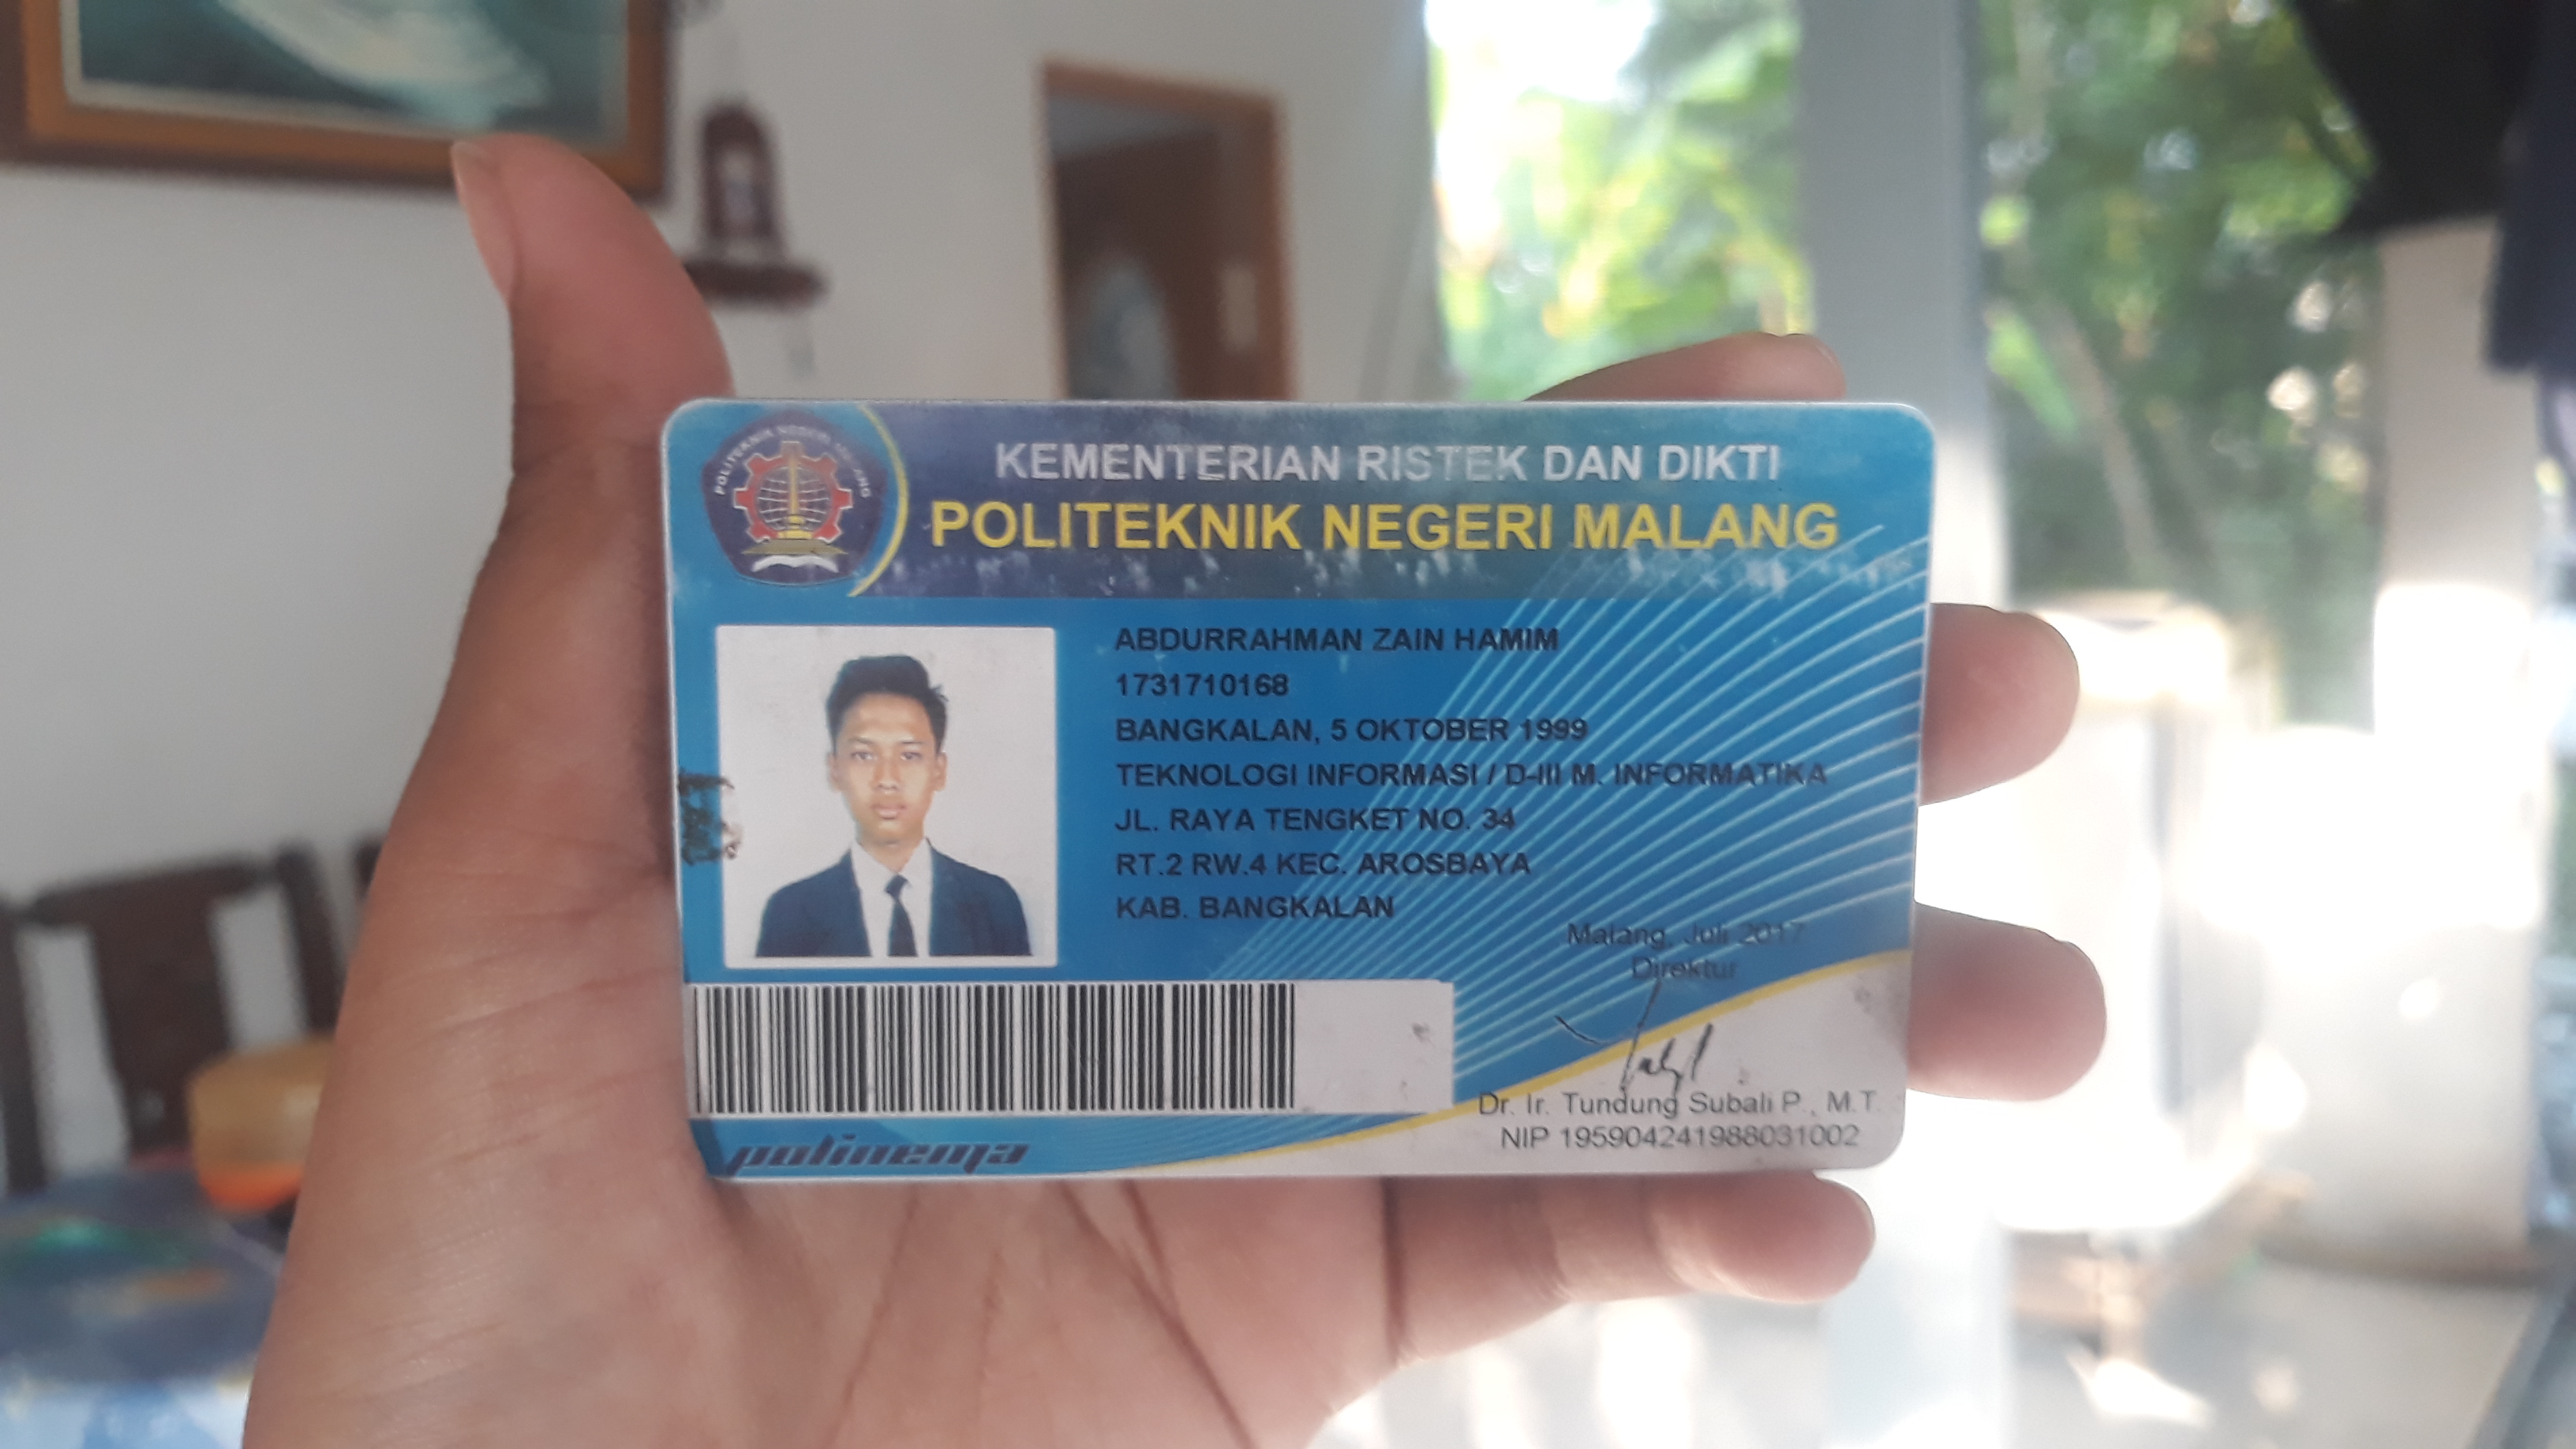 POLITEKNIK NEGERI MALANG
KEMENTERIAN RISTEK DAN DIKTI
POLITEKNIK NEGERI MALANG
ABDURRAHMAN ZAIN HAMIM
1731710168
BANGKALAN, 5 OKTOBER 1999
TEKNOLOGI INFORMASI / D-III M. INFORMATIKA
JL. RAYA TENGKET NO. 34
RT.2 RW.4 KEC. AROSBAYA
KAB. BANGKALAN
Malang, Juli 2017
Direktur
Dr. Ir. Tundung Subali P., M.T.
NIP 195904241988031002
polinema